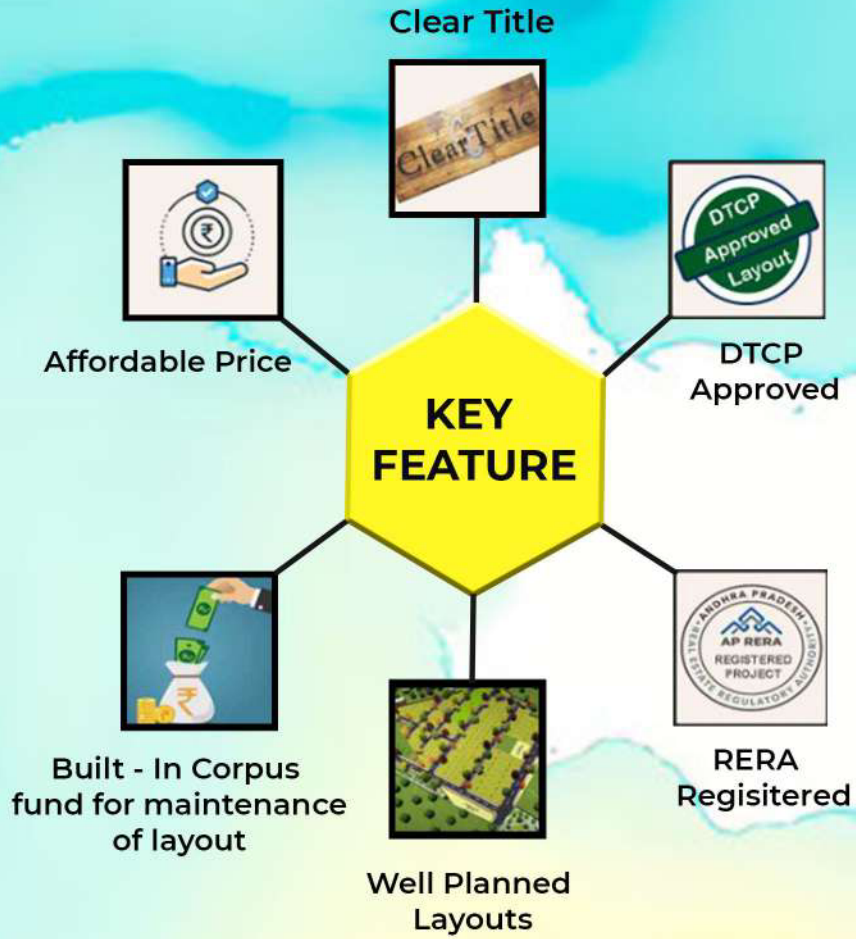 Clear Title
ClearTitle
DTCP
Approved
Layout
DTCP
Approved
Affordable Price
₹
KEY
FEATURE
ANDHRA PRADESH
AP RERA
REGISTERED
PROJECT
REAL ESTATE REGULATORY AUTHORITY
RERA
Regisitered
₹
Built - In Corpus
fund for maintenance
of layout
Well Planned
Layouts